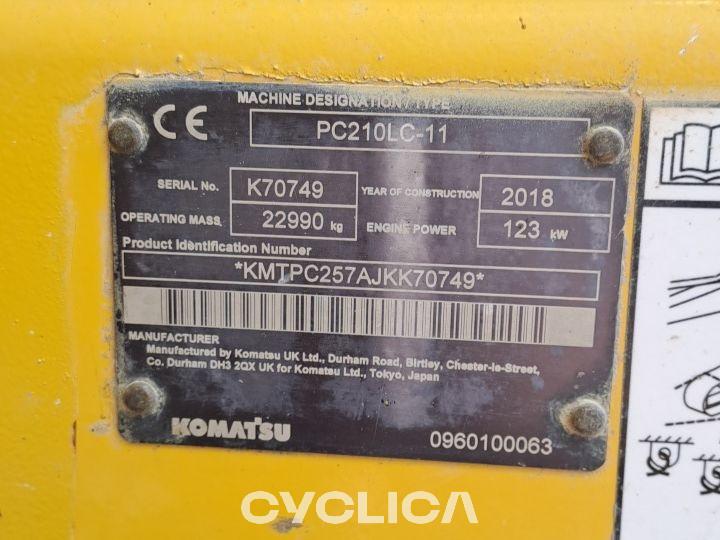 MACHINE DESIGNATION / TYPE
CE
PC210LC-11
SERIAL No. K70749 YEAR OF CONSTRUCTION 2018
OPERATING MASS 22990 kg ENGINE POWER 123 kW
Product Identification Number
*KMTPC257AJKK70749*
MANUFACTURER
Manufactured by Komatsu UK Ltd., Durham Road, Birtley, Chester-le-Street,
Co. Durham DH3 2QX UK for Komatsu Ltd., Tokyo, Japan
KOMATSU 0960100063
CYCLICA